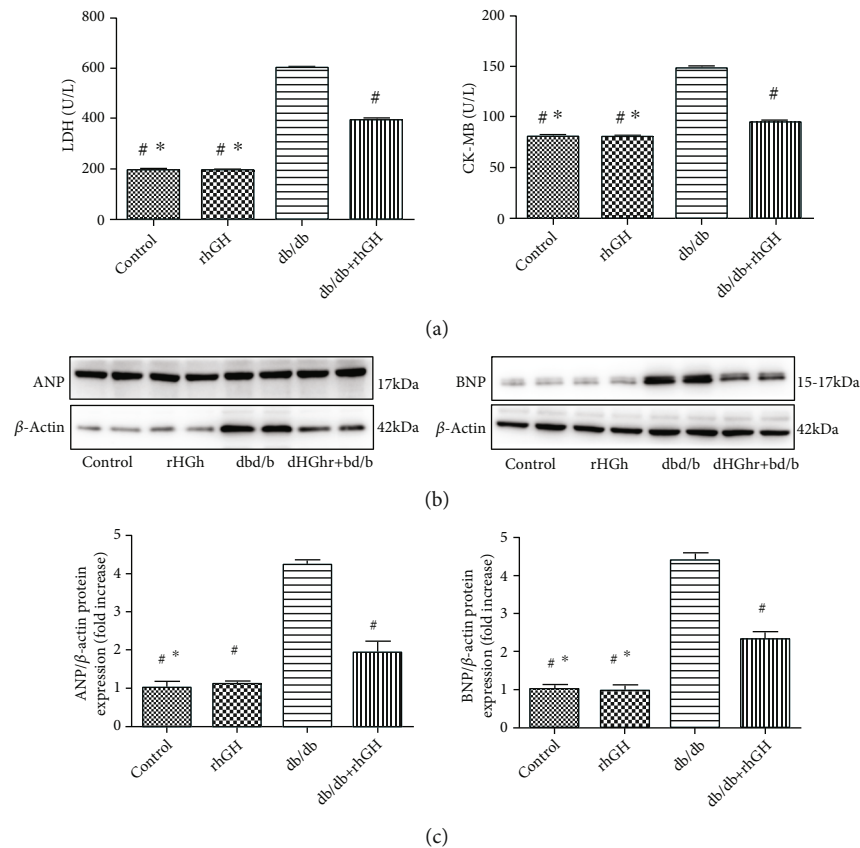 LDH (U/L)
800
600
400
200
0
# *
# *
#
Control
rhGH
db/db
db/db+rhGH
CK-MB (U/L)
200
150
100
50
0
# *
# *
#
Control
rhGH
db/db
db/db+rhGH
(a)
ANP
17kDa
β-Actin
42kDa
Control rHGh dbd/b dHGhr+bd/b
BNP
15-17kDa
β-Actin
42kDa
Control rHGh dbd/b dHGhr+bd/b
(b)
ANP/β-actin protein
expression (fold increase)
5
4
3
2
1
0
# *
#
#
Control
rhGH
db/db
db/db+rhGH
BNP/β-actin protein
expression (fold increase)
5
4
3
2
1
0
# *
# *
#
Control
rhGH
db/db
db/db+rhGH
(c)